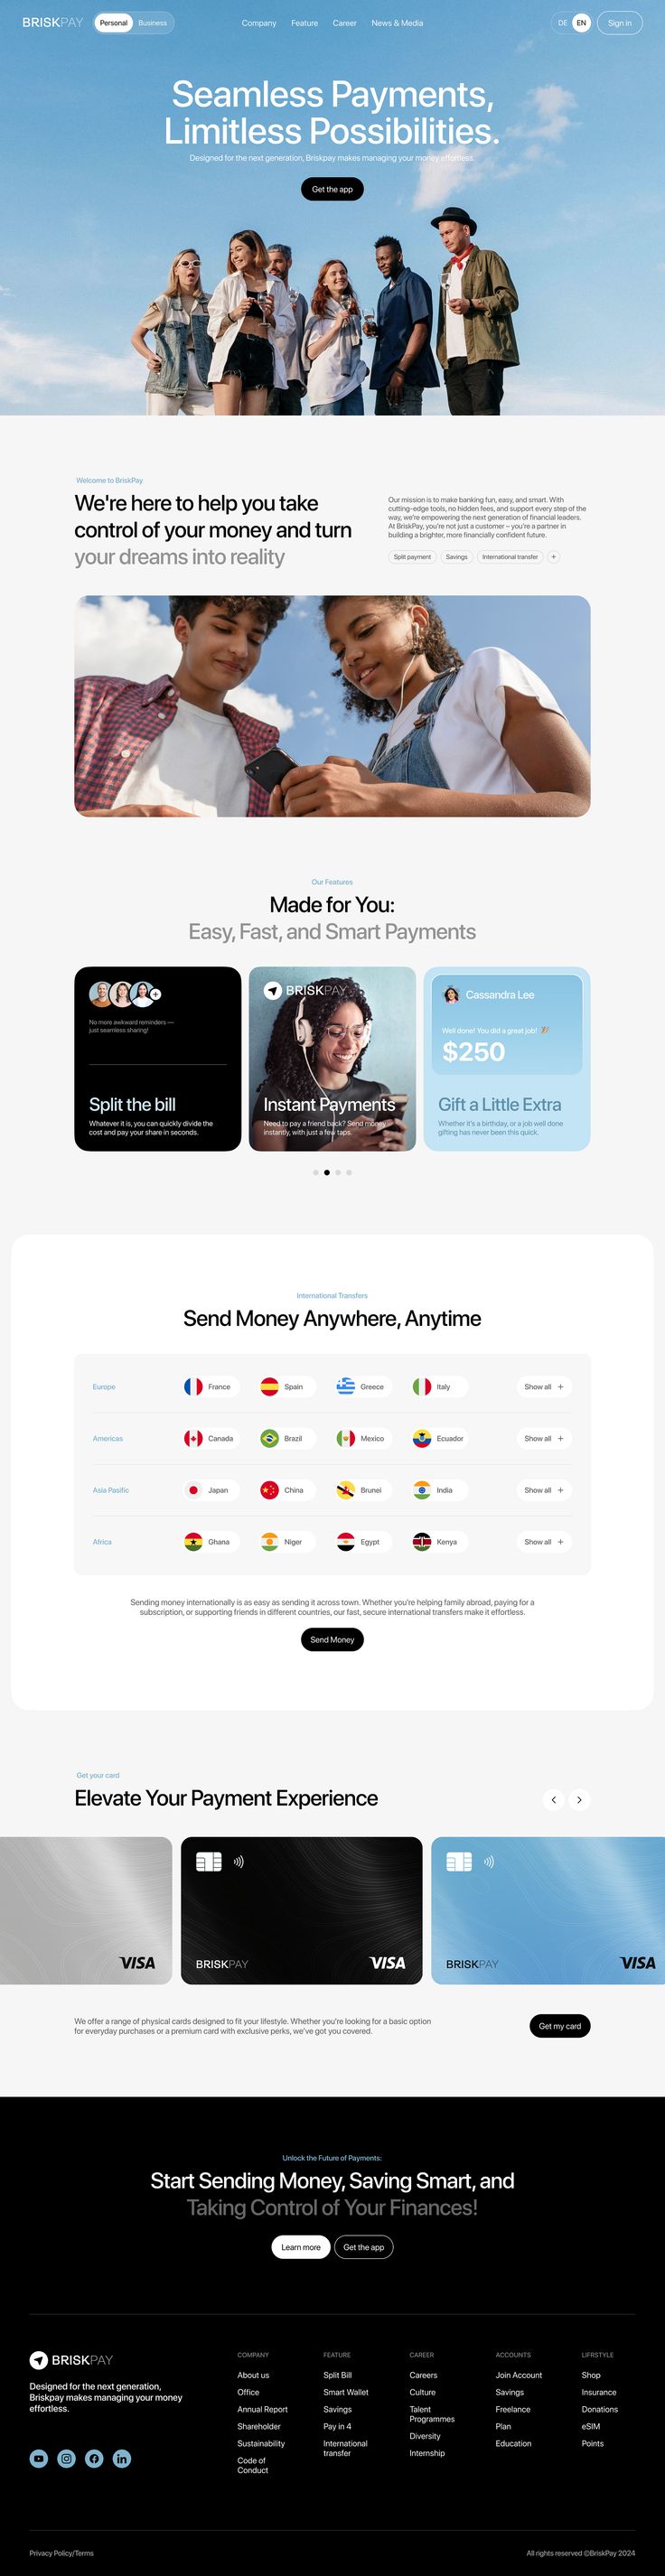 BRISKPAY Personal Business Company Feature Career News & Media DE EN Sign in
Seamless Payments,
Limitless Possibilities.
Designed for the next generation, Briskpay makes managing your money effortless.
Get the app
Welcome to BriskPay
We're here to help you take
control of your money and turn
your dreams into reality
Our mission is to make banking fun, easy, and smart. With
cutting-edge tools, no hidden fees, and support every step of the
way, we're empowering the next generation of financial leaders.
At BriskPay, you're not just a customer – you're a partner in
building a brighter, more financially confident future.
Split payment Savings International transfer +
Our Features
Made for You:
Easy, Fast, and Smart Payments
No more awkward reminders —
just seamless sharing!
Split the bill
Whatever it is, you can quickly divide the
cost and pay your share in seconds.
BRISKPAY
Instant Payments
Need to pay a friend back? Send money
instantly, with just a few taps.
Cassandra Lee
Well done! You did a great job!
$250
Gift a Little Extra
Whether it's a birthday, or a job well done
gifting has never been this quick.
International Transfers
Send Money Anywhere, Anytime
Europe France Spain Greece Italy Show all +
Americas Canada Brazil Mexico Ecuador Show all +
Asia Pasific Japan China Brunei India Show all +
Africa Ghana Niger Egypt Kenya Show all +
Sending money internationally is as easy as sending it across town. Whether you're helping family abroad, paying for a
subscription, or supporting friends in different countries, our fast, secure international transfers make it effortless.
Send Money
Get your card
Elevate Your Payment Experience
VISA
BRISKPAY VISA
BRISKPAY VISA
We offer a range of physical cards designed to fit your lifestyle. Whether you're looking for a basic option
for everyday purchases or a premium card with exclusive perks, we've got you covered.
Get my card
Unlock the Future of Payments:
Start Sending Money, Saving Smart, and
Taking Control of Your Finances!
Learn more Get the app
BRISKPAY
Designed for the next generation,
Briskpay makes managing your money
effortless.
COMPANY
About us
Office
Annual Report
Shareholder
Sustainability
Code of
Conduct
FEATURE
Split Bill
Smart Wallet
Savings
Pay in 4
International
transfer
CAREER
Careers
Culture
Talent
Programmes
Diversity
Internship
ACCOUNTS
Join Account
Savings
Freelance
Plan
Education
LIFRSTYLE
Shop
Insurance
Donations
eSIM
Points
Privacy Policy/Terms
All rights reserved ©BriskPay 2024